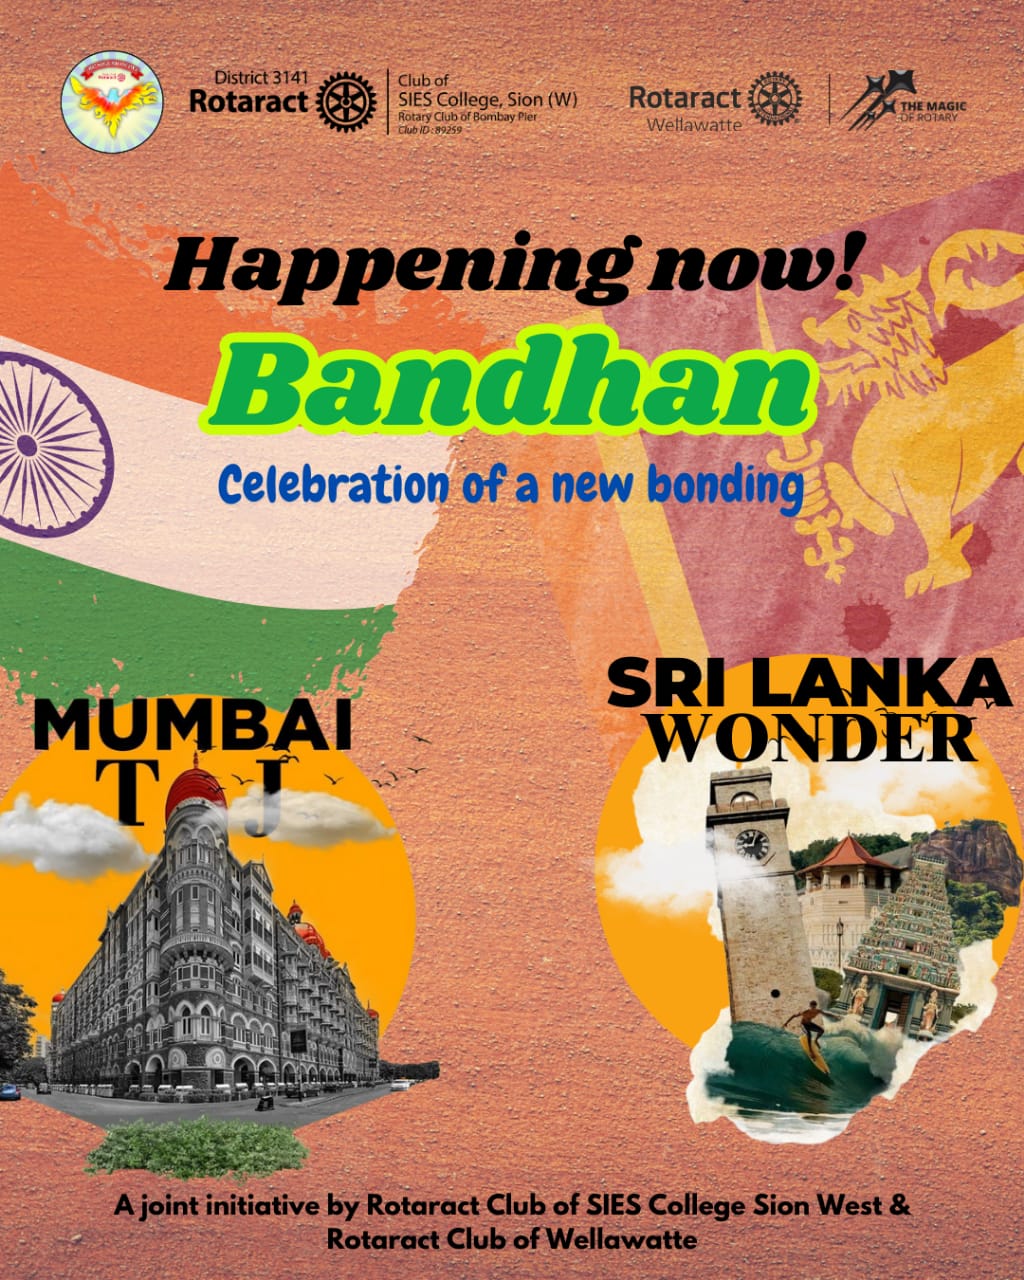 District 3141
Rotaract
Club of
SIES College, Sion (W)
Rotary Club of Bombay Pier
Club ID : 89259
Rotaract
Wellawatte
THE MAGIC
OF ROTARY
Happening now!
Bandhan
Celebration of a new bonding
MUMBAI
T J
SRI LANKA
WONDER
A joint initiative by Rotaract Club of SIES College Sion West &
Rotaract Club of Wellawatte